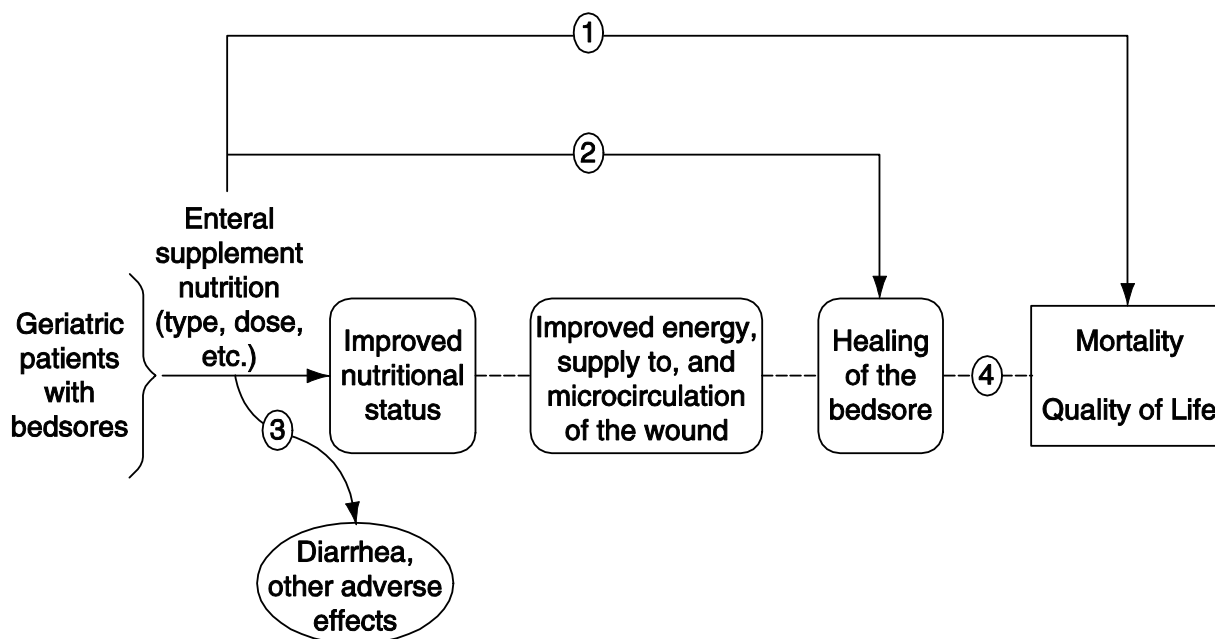 1
2
Enteral
supplement
nutrition
(type, dose,
etc.)
Geriatric
patients
with
bedsores
Improved
nutritional
status
Improved energy,
supply to, and
microcirculation
of the wound
Healing
of the
bedsore
4
Mortality
Quality of Life
3
Diarrhea,
other adverse
effects